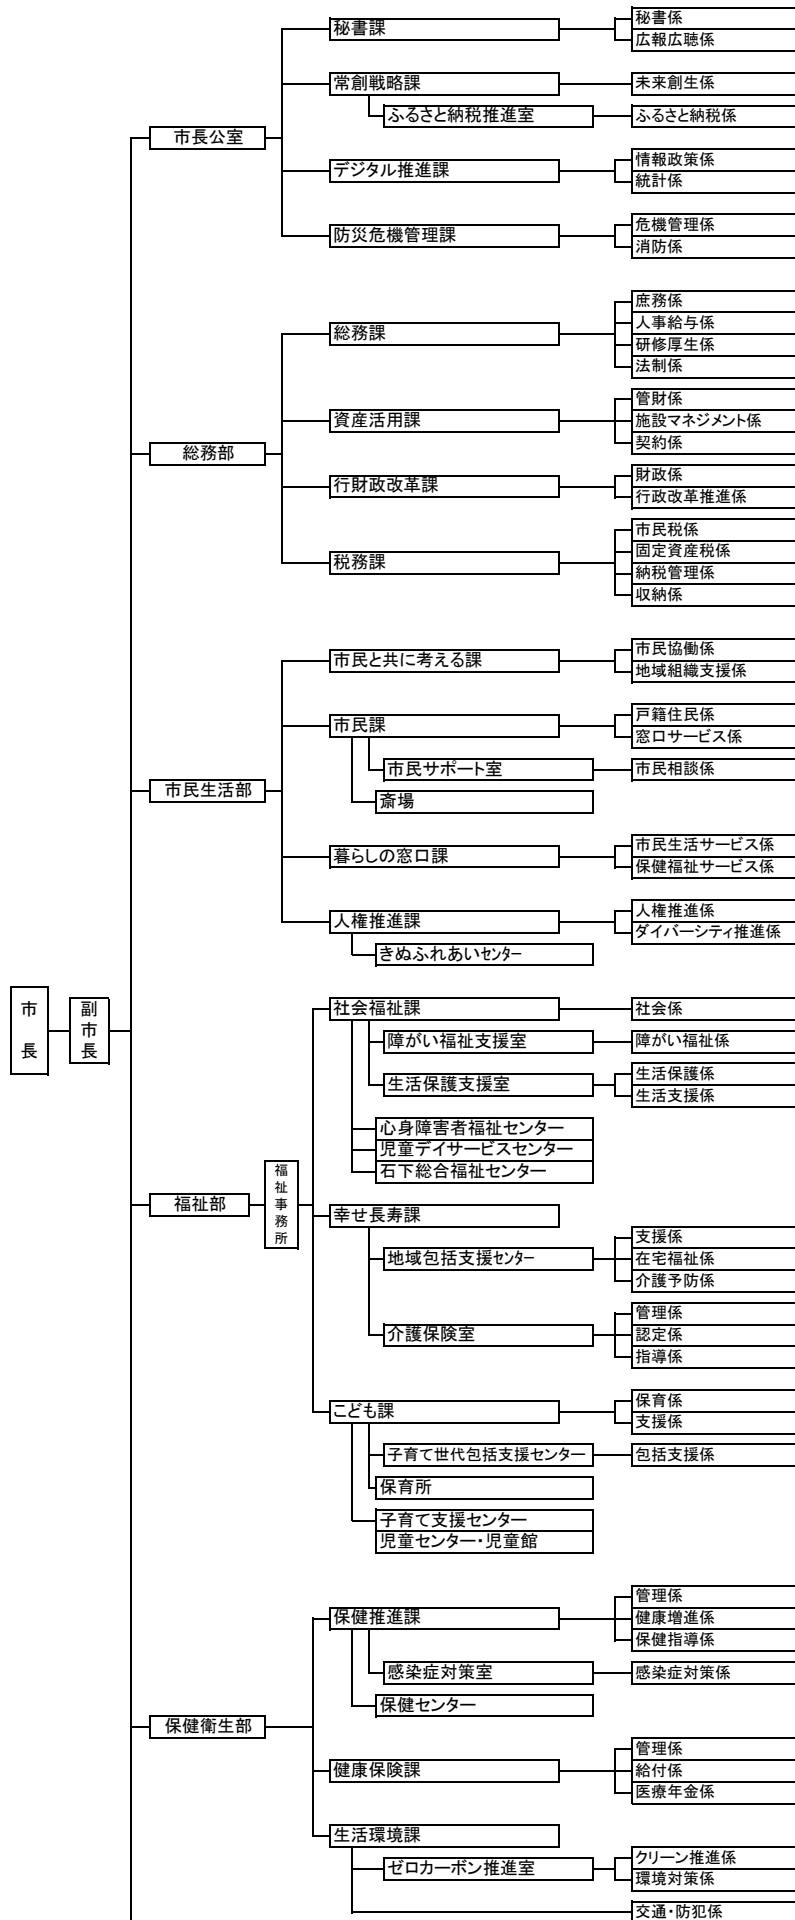 秘書課
秘書係
広報広聴係
常創戦略課
未来創生係
ふるさと納税推進室
ふるさと納税係
市長公室
デジタル推進課
情報政策係
統計係
防災危機管理課
危機管理係
消防係
総務課
庶務係
人事給与係
研修厚生係
法制係
資産活用課
管財係
施設マネジメント係
契約係
総務部
行財政改革課
財政係
行政改革推進係
税務課
市民税係
固定資産税係
納税管理係
収納係
市民と共に考える課
市民協働係
地域組織支援係
市民課
戸籍住民係
窓口サービス係
市民サポート室
市民相談係
市民生活部
斎場
暮らしの窓口課
市民生活サービス係
保健福祉サービス係
人権推進課
人権推進係
ダイバーシティ推進係
きぬふれあいセンター
市長
副市長
社会福祉課
社会係
障がい福祉支援室
障がい福祉係
生活保護支援室
生活保護係
生活支援係
心身障害者福祉センター
児童デイサービスセンター
石下総合福祉センター
福祉部
福祉事務所
幸せ長寿課
地域包括支援センター
支援係
在宅福祉係
介護予防係
介護保険室
管理係
認定係
指導係
こども課
保育係
支援係
子育て世代包括支援センター
包括支援係
保育所
子育て支援センター
児童センター・児童館
保健推進課
管理係
健康増進係
保健指導係
感染症対策室
感染症対策係
保健センター
保健衛生部
健康保険課
管理係
給付係
医療年金係
生活環境課
ゼロカーボン推進室
クリーン推進係
環境対策係
交通・防犯係